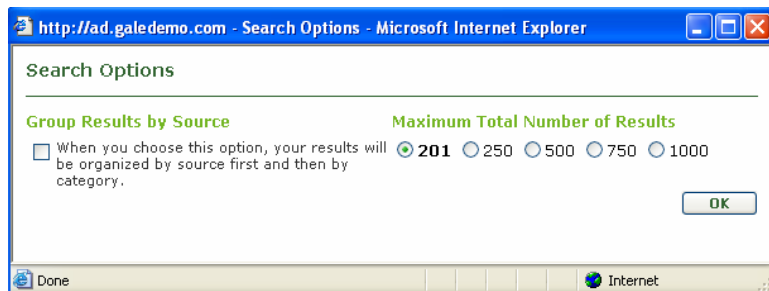 http://ad.galedemo.com - Search Options - Microsoft Internet Explorer
Search Options
Group Results by Source
When you choose this option, your results will
be organized by source first and then by
category.
Maximum Total Number of Results
201 250 500 750 1000
OK
Done
Internet